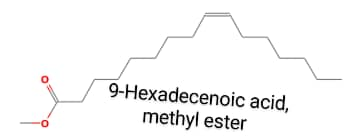 O
O
9-Hexadecenoic acid,
methyl ester